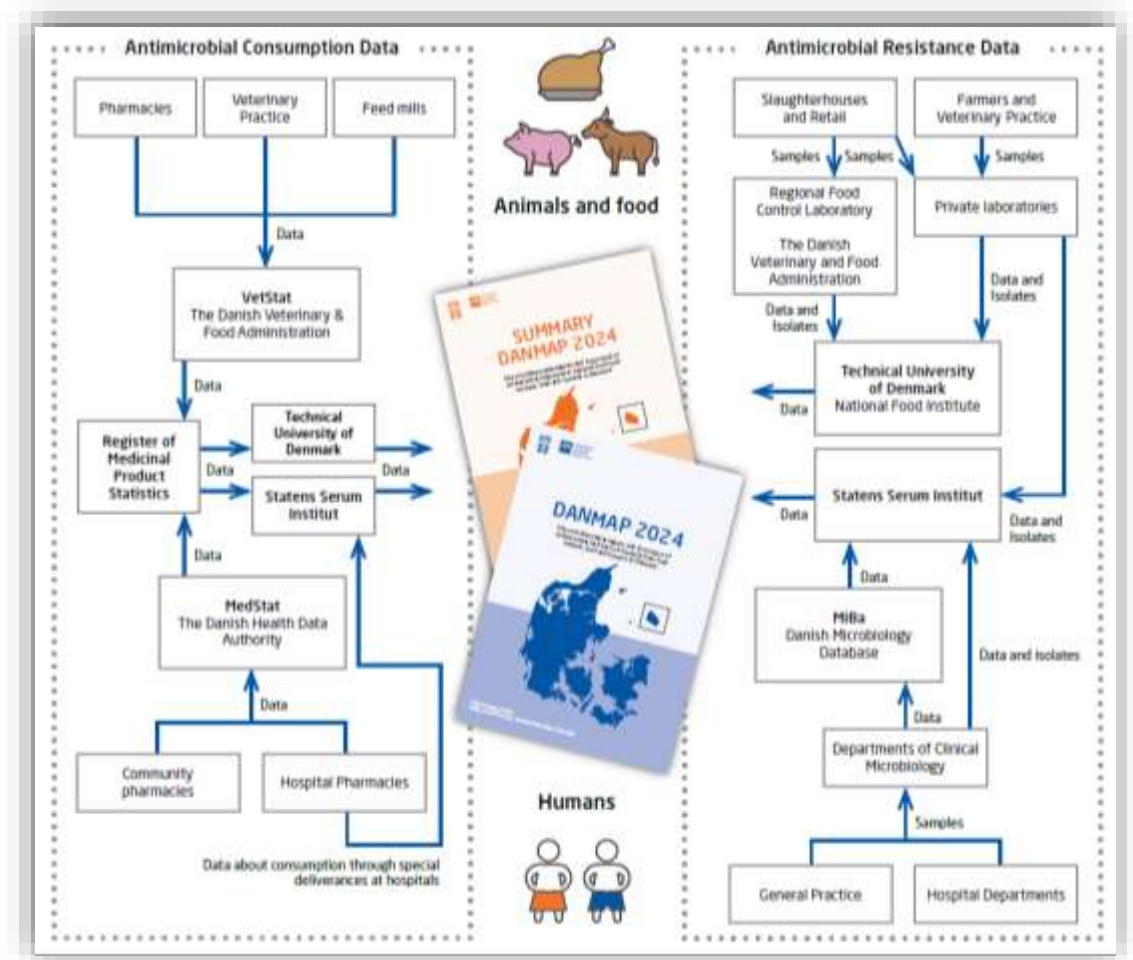 Antimicrobial Consumption Data
Pharmacies
Veterinary
Practice
Feed mills
Data
VetStat
The Danish Veterinary &
Food Administration
Data
Register of
Medicinal
Product
Statistics
Data
Technical
University of
Denmark
Statens Serum
Institut
Data
Data
MedStat
The Danish Health Data
Authority
Data
Community
pharmacies
Hospital Pharmacies
Data about consumption through special
deliverances at hospitals
Animals and food
SUMMARY
DANMAP 2024
DANMAP 2024
Humans
Antimicrobial Resistance Data
Slaughterhouses
and Retail
Farmers and
Veterinary Practice
Samples
Samples
Samples
Regional Food
Control Laboratory
The Danish
Veterinary and Food
Administration
Private laboratories
Data and
Isolates
Data and
Isolates
Technical University
of Denmark
National Food Institute
Data
Statens Serum Institut
Data
Data and
Isolates
Data
MiBa
Danish Microbiology
Database
Data and Isolates
Data
Departments of Clinical
Microbiology
Samples
General Practice
Hospital Departments